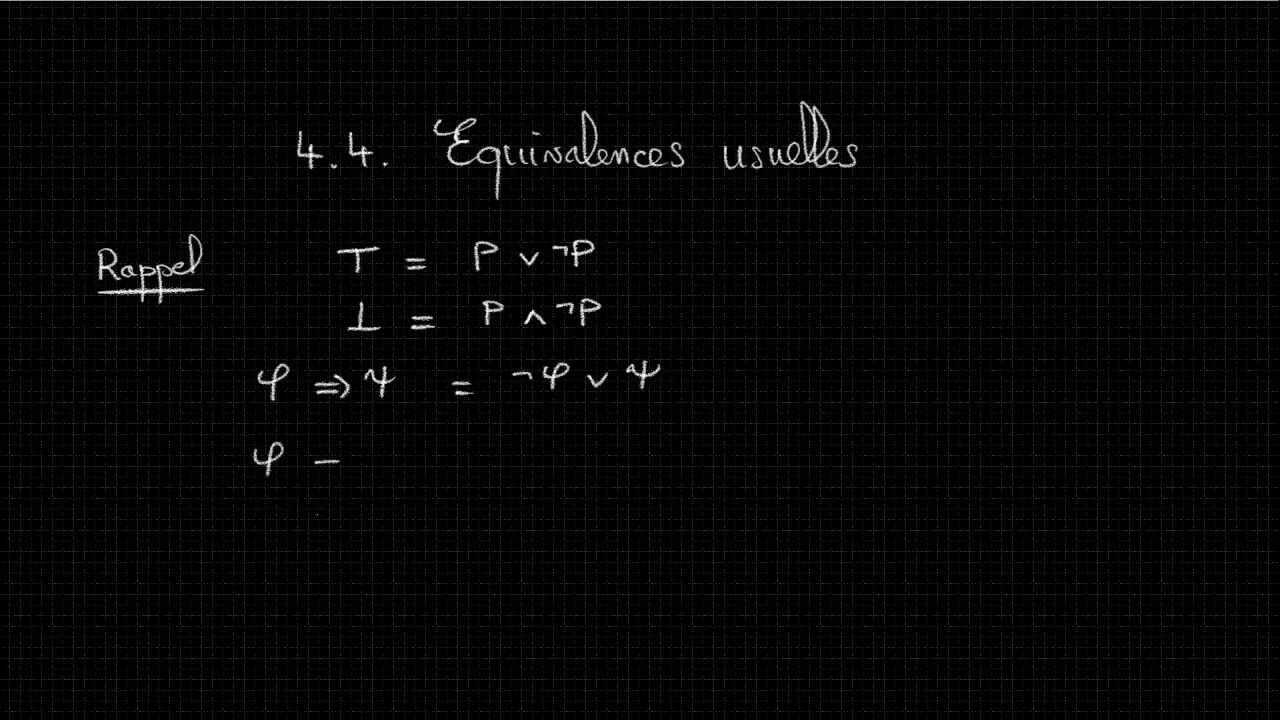 4.4. Equivalences usuelles
Rappel ⊤ = P ∨ ¬P
⊥ = P ∧ ¬P
φ ⇒ ψ = ¬φ ∨ ψ
φ –